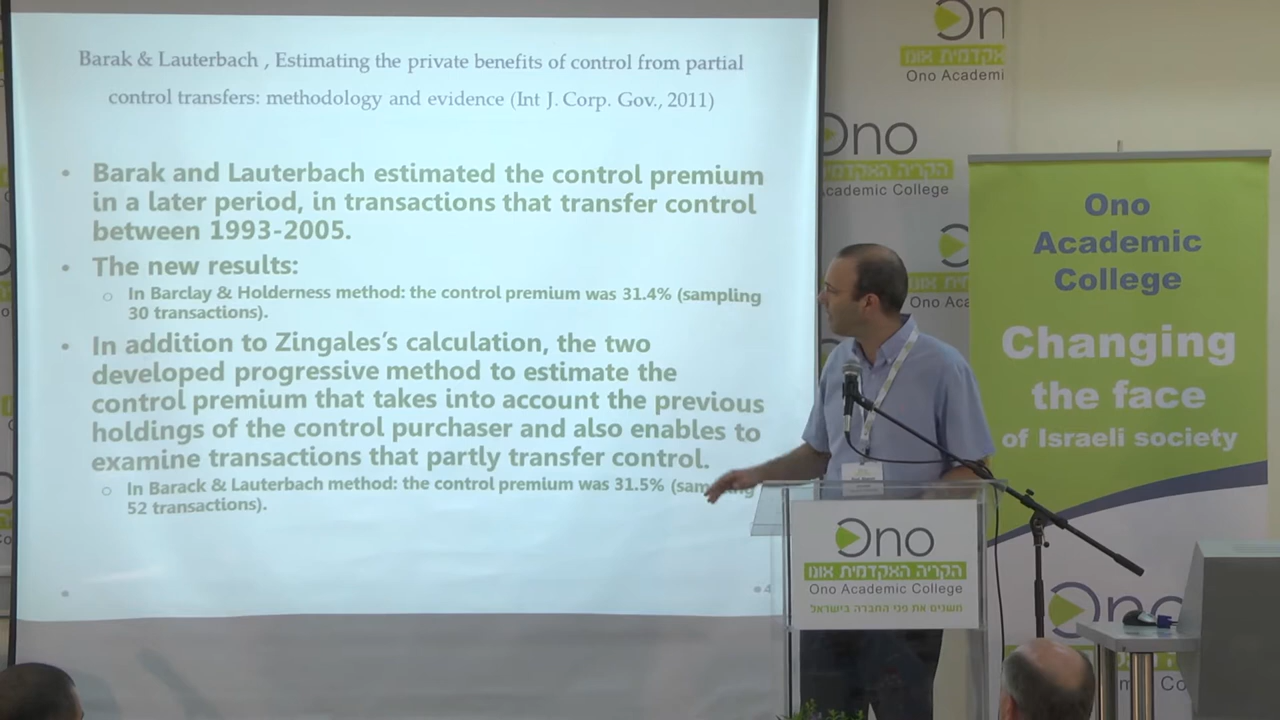 Barak & Lauterbach , Estimating the private benefits of control from partial
control transfers: methodology and evidence (Int J. Corp. Gov., 2011)
• Barak and Lauterbach estimated the control premium
in a later period, in transactions that transfer control
between 1993-2005.
• The new results:
○ In Barclay & Holderness method: the control premium was 31.4% (sampling
30 transactions).
• In addition to Zingales's calculation, the two
developed progressive method to estimate the
control premium that takes into account the previous
holdings of the control purchaser and also enables to
examine transactions that partly transfer control.
○ In Barack & Lauterbach method: the control premium was 31.5%
52 transactions).
Ono
Ono Academi
Ono
הקריה האקדמית אונו
Academic College
Ono
Academic
College
Changing
the face
of Israeli society
Ono
הקריה האקדמית אונו
Ono Academic College
משנים את פני החברה בישראל